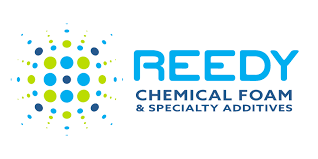 REEDY
CHEMICAL FOAM
& SPECIALTY ADDITIVES